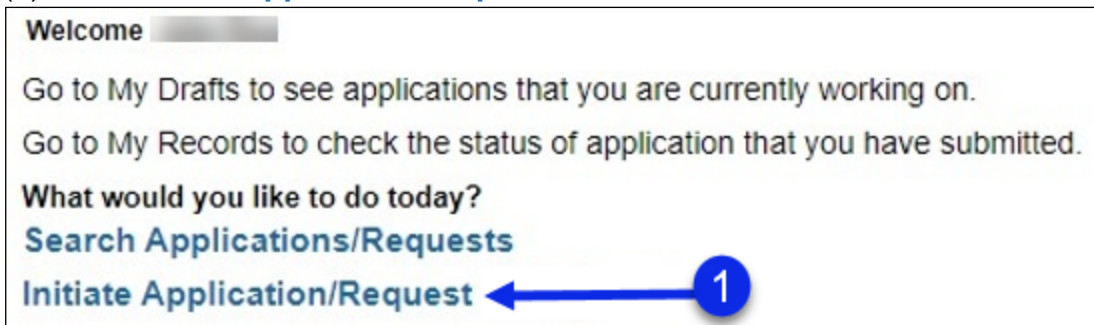 Welcome
Go to My Drafts to see applications that you are currently working on.
Go to My Records to check the status of application that you have submitted.
What would you like to do today?
Search Applications/Requests
Initiate Application/Request
1